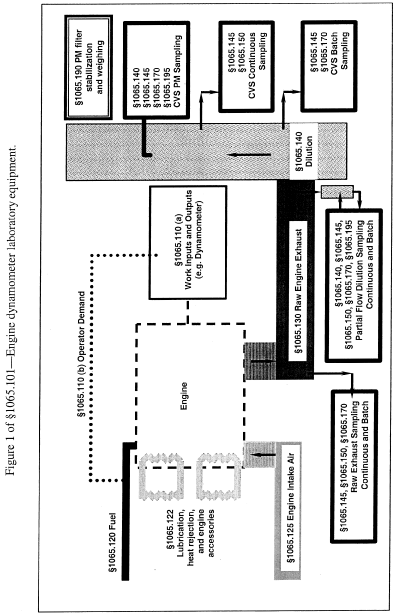 Figure 1 of §1065.101—Engine dynamometer laboratory equipment.
§1065.110 (b) Operator Demand
§1065.120 Fuel
§1065.122
Lubrication,
heat rejection,
and engine
accessories
Engine
§1065.110 (a)
Work Inputs and Outputs
(e.g. Dynamometer)
§1065.125 Engine Intake Air
§1065.130 Raw Engine Exhaust
§1065.145, §1065.150, §1065.170
Raw Exhaust Sampling
Continuous and Batch
§1065.140, §1065.145,
§1065.150, §1065.170, §1065.195
Partial Flow Dilution Sampling
Continuous and Batch
§1065.140
Dilution
§1065.190 PM filter
stabilization
and weighing
§1065.140
§1065.145
§1065.170
§1065.195
CVS PM Sampling
§1065.145
§1065.150
CVS Continuous
Sampling
§1065.145
§1065.170
CVS Batch
Sampling